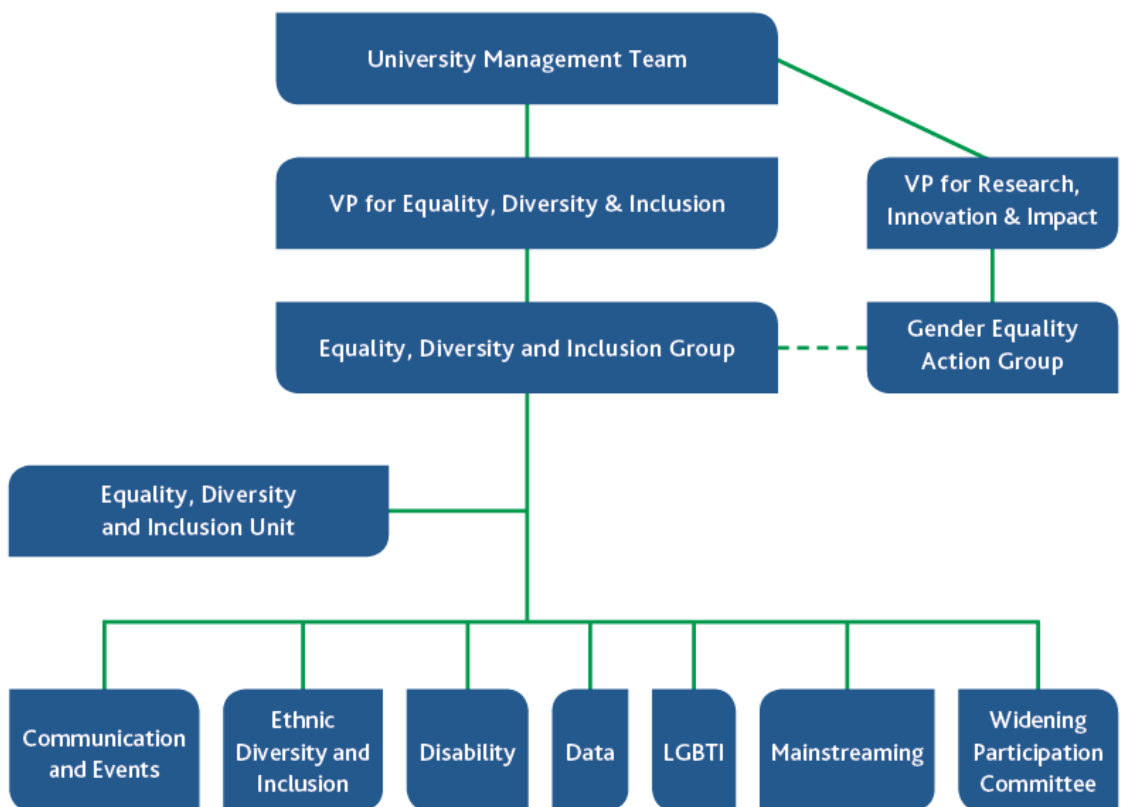 University Management Team
VP for Equality, Diversity & Inclusion
VP for Research,
Innovation & Impact
Equality, Diversity and Inclusion Group
Gender Equality
Action Group
Equality, Diversity
and Inclusion Unit
Communication
and Events
Ethnic
Diversity and
Inclusion
Disability
Data
LGBTI
Mainstreaming
Widening
Participation
Committee